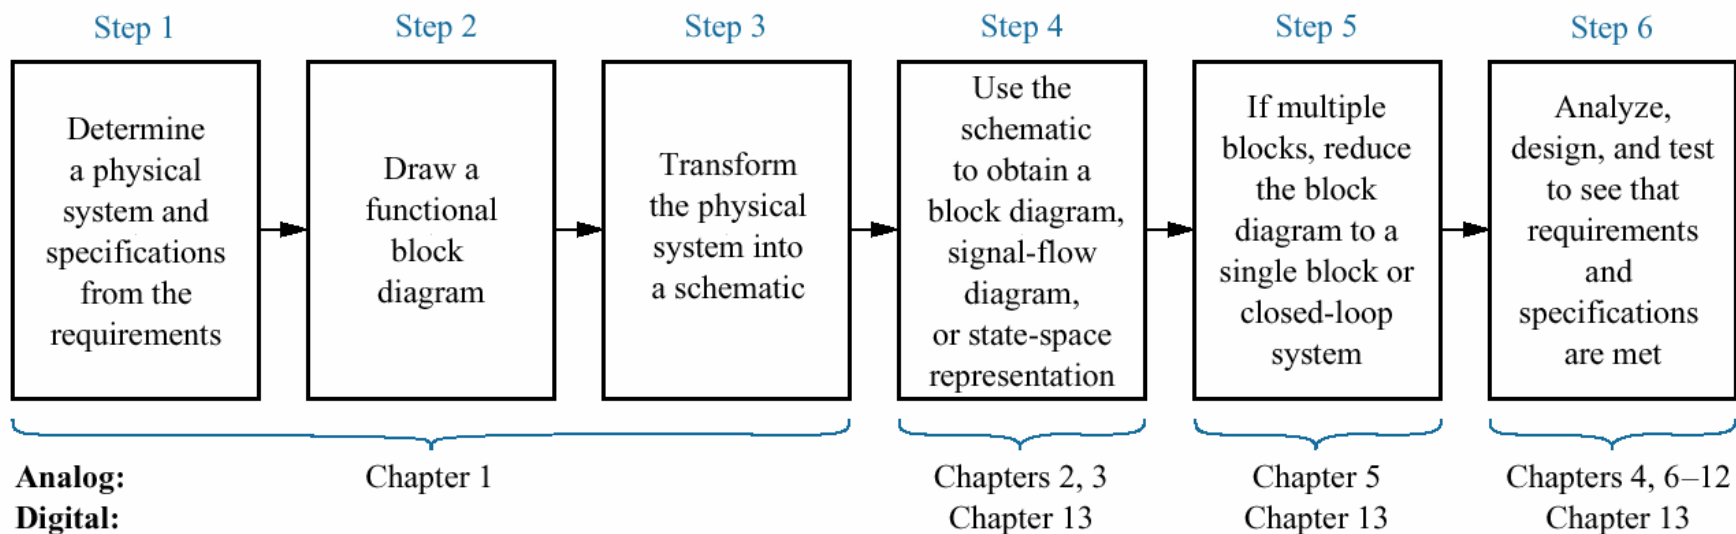 Step 1
Step 2
Step 3
Step 4
Step 5
Step 6
Determine
a physical
system and
specifications
from the
requirements
Draw a
functional
block
diagram
Transform
the physical
system into
a schematic
Use the
schematic
to obtain a
block diagram,
signal-flow
diagram,
or state-space
representation
If multiple
blocks, reduce
the block
diagram to a
single block or
closed-loop
system
Analyze,
design, and test
to see that
requirements
and
specifications
are met
Analog: Chapter 1 Chapters 2, 3 Chapter 5 Chapters 4, 6–12
Digital: Chapter 13 Chapter 13 Chapter 13